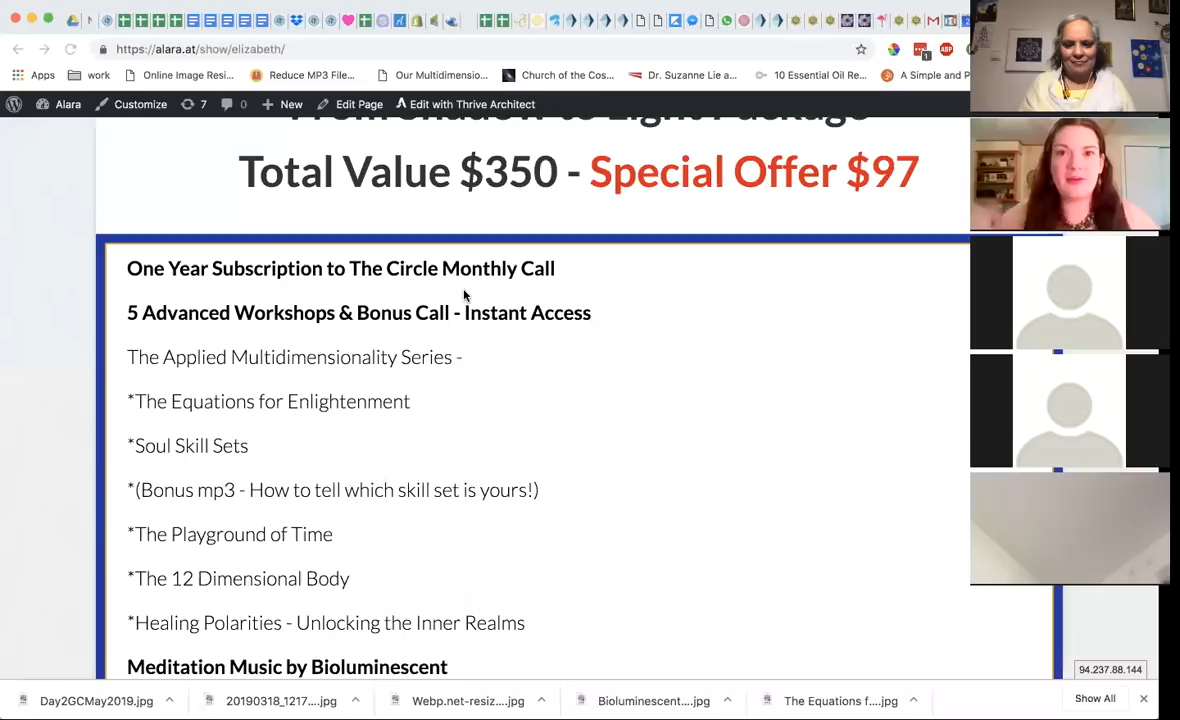 https://alara.at/show/elizabeth/
Apps work Online Image Resi... Reduce MP3 File... Our Multidimensio... Church of the Cos... Dr. Suzanne Lie a... 10 Essential Oil Re... A Simple and P
Alara Customize 7 0 New Edit Page Edit with Thrive Architect
From Shadow to Light Package
Total Value $350 - Special Offer $97
One Year Subscription to The Circle Monthly Call
5 Advanced Workshops & Bonus Call - Instant Access
The Applied Multidimensionality Series -
*The Equations for Enlightenment
*Soul Skill Sets
*(Bonus mp3 - How to tell which skill set is yours!)
*The Playground of Time
*The 12 Dimensional Body
*Healing Polarities - Unlocking the Inner Realms
Meditation Music by Bioluminescent
94.237.88.144
Day2GCMay2019.jpg 20190318_1217....jpg Webp.net-resiz....jpg Bioluminescent....jpg The Equations f....jpg Show All